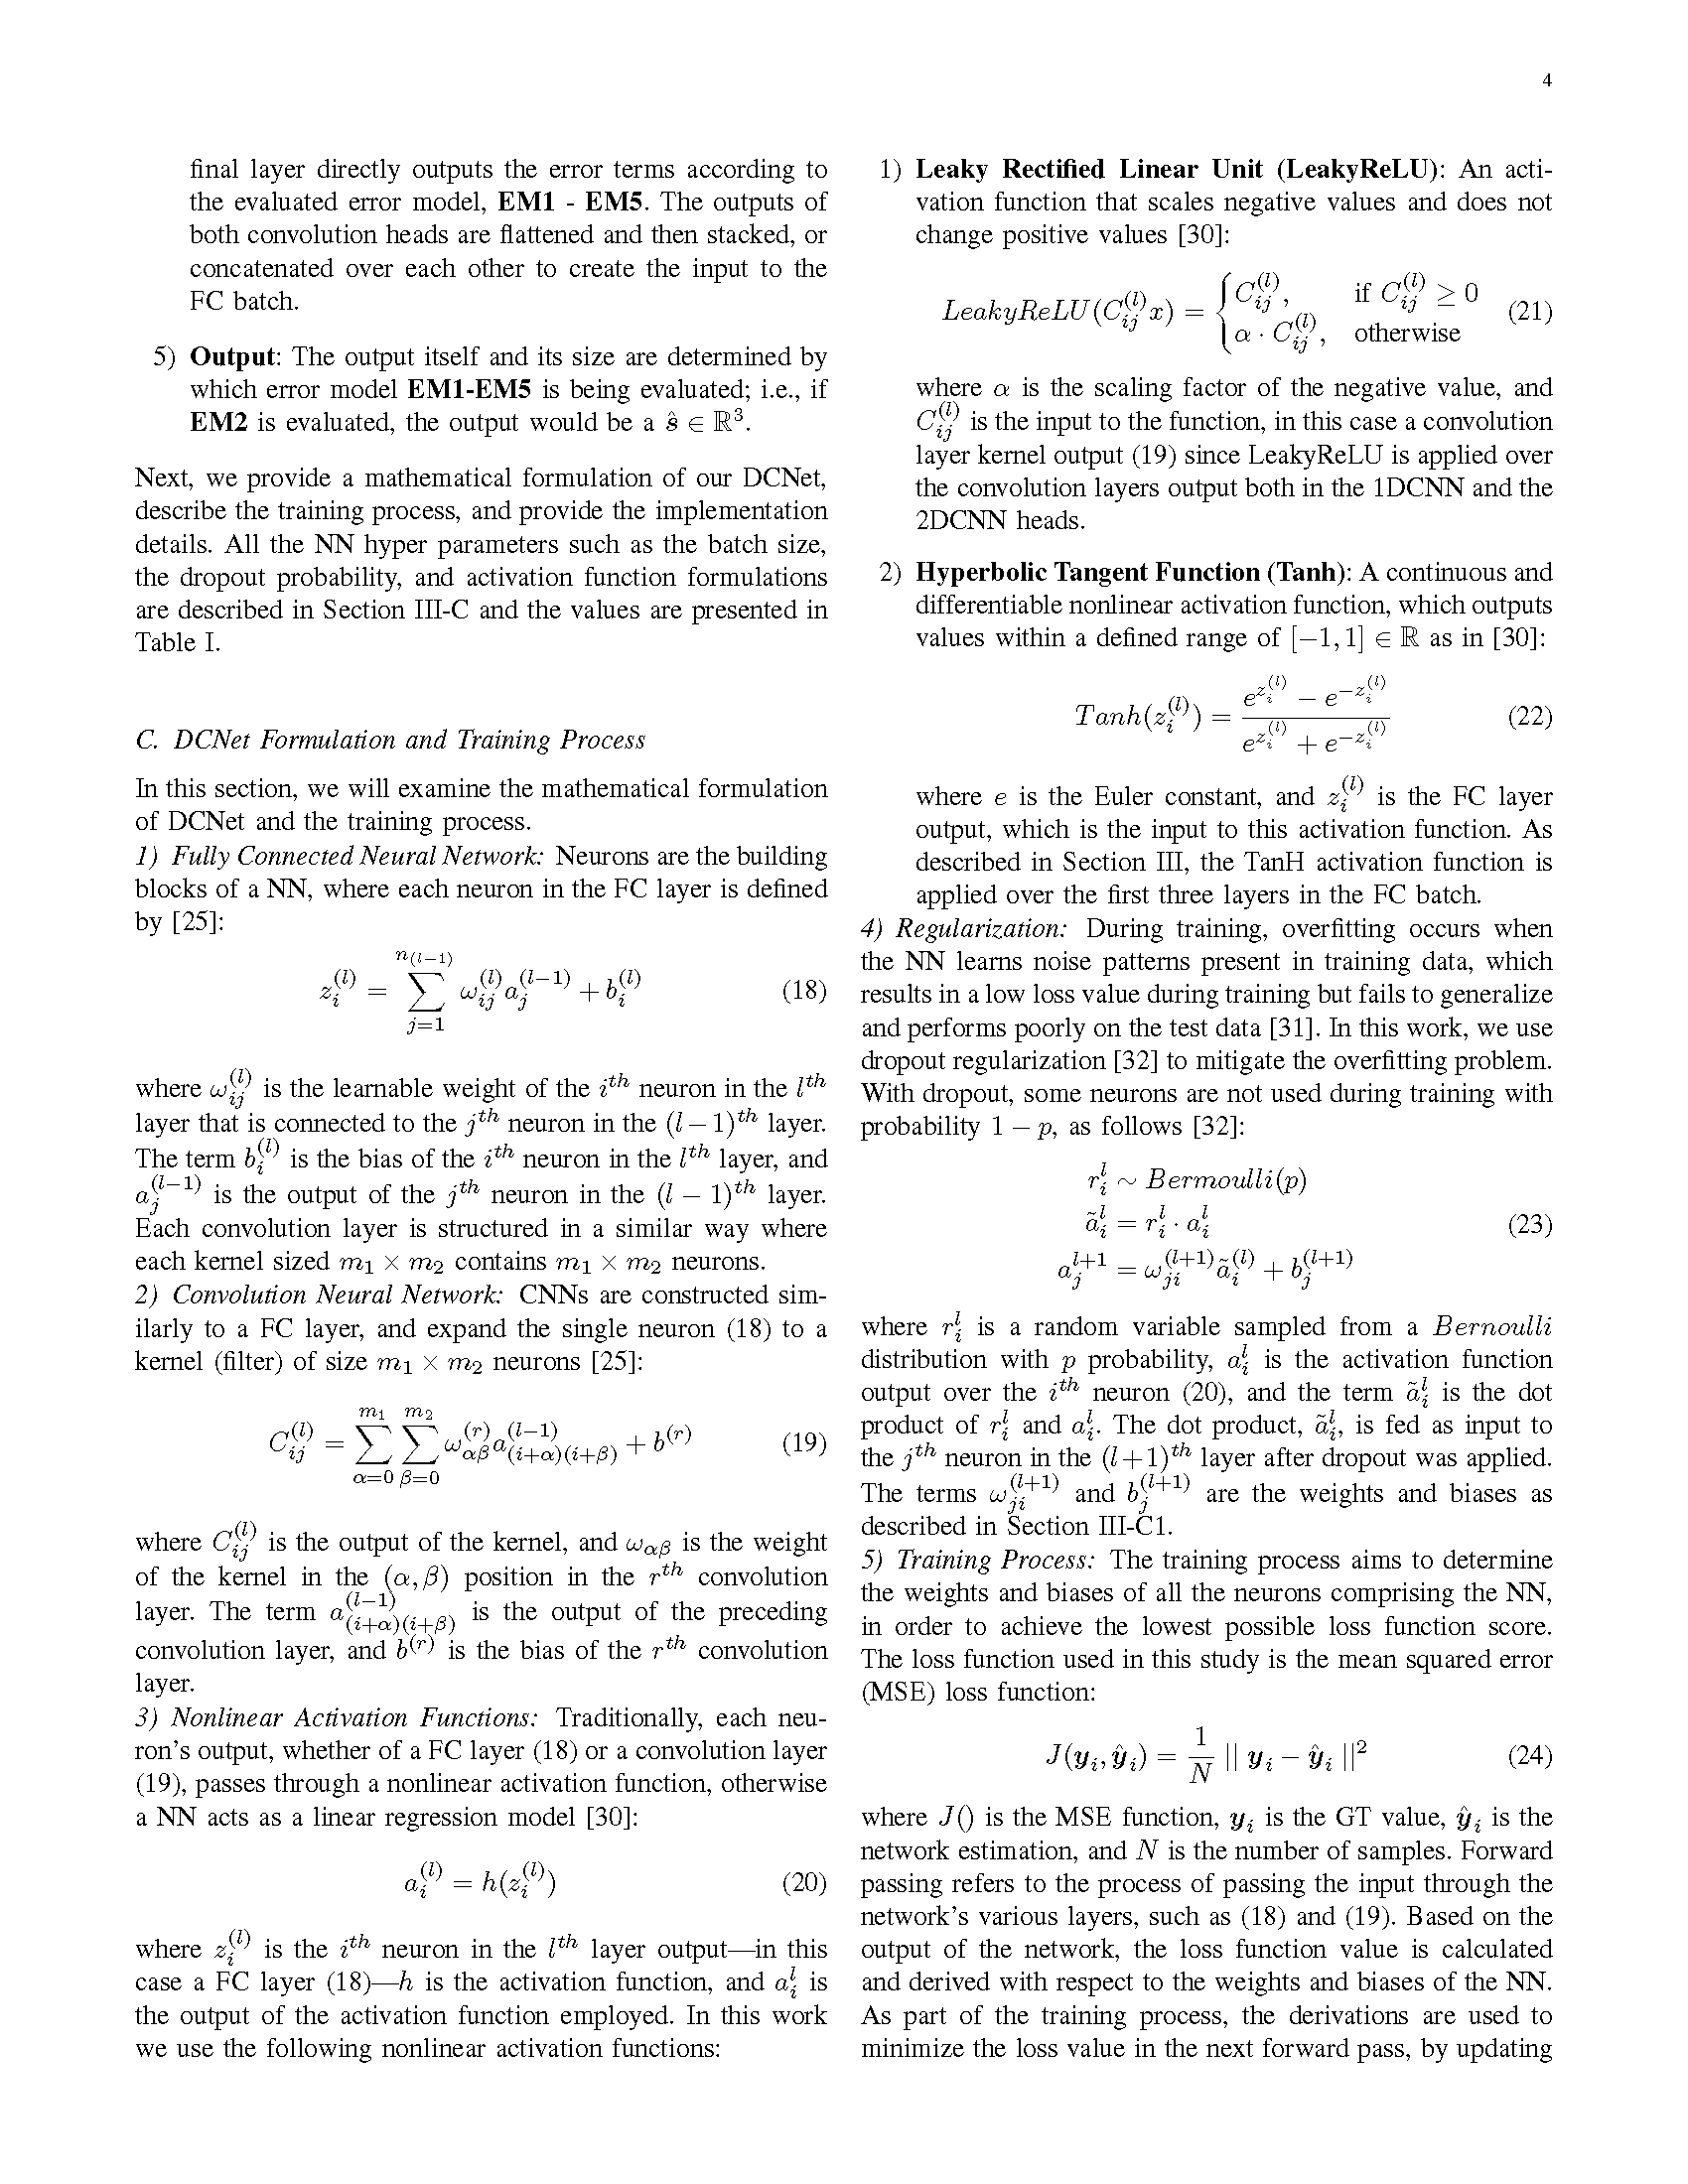 4
final layer directly outputs the error terms according to
the evaluated error model, EM1 - EM5. The outputs of
both convolution heads are flattened and then stacked, or
concatenated over each other to create the input to the
FC batch.
5) Output: The output itself and its size are determined by
which error model EM1-EM5 is being evaluated; i.e., if
EM2 is evaluated, the output would be a $\hat{s} \in \mathbb{R}^3$.
Next, we provide a mathematical formulation of our DCNet,
describe the training process, and provide the implementation
details. All the NN hyper parameters such as the batch size,
the dropout probability, and activation function formulations
are described in Section III-C and the values are presented in
Table I.
C. DCNet Formulation and Training Process
In this section, we will examine the mathematical formulation
of DCNet and the training process.
1) Fully Connected Neural Network: Neurons are the building
blocks of a NN, where each neuron in the FC layer is defined
by [25]:
$z_i^{(l)} = \sum_{j=1}^{n_{(l-1)}} \omega_{ij}^{(l)} a_j^{(l-1)} + b_i^{(l)}$ (18)
where $\omega_{ij}^{(l)}$ is the learnable weight of the $i^{th}$ neuron in the $l^{th}$
layer that is connected to the $j^{th}$ neuron in the $(l-1)^{th}$ layer.
The term $b_i^{(l)}$ is the bias of the $i^{th}$ neuron in the $l^{th}$ layer, and
$a_j^{(l-1)}$ is the output of the $j^{th}$ neuron in the $(l-1)^{th}$ layer.
Each convolution layer is structured in a similar way where
each kernel sized $m_1 \times m_2$ contains $m_1 \times m_2$ neurons.
2) Convolution Neural Network: CNNs are constructed sim-
ilarly to a FC layer, and expand the single neuron (18) to a
kernel (filter) of size $m_1 \times m_2$ neurons [25]:
$C_{ij}^{(l)} = \sum_{\alpha=0}^{m_1} \sum_{\beta=0}^{m_2} \omega_{\alpha\beta}^{(r)} a_{(i+\alpha)(i+\beta)}^{(l-1)} + b^{(r)}$ (19)
where $C_{ij}^{(l)}$ is the output of the kernel, and $\omega_{\alpha\beta}$ is the weight
of the kernel in the $(\alpha, \beta)$ position in the $r^{th}$ convolution
layer. The term $a_{(i+\alpha)(i+\beta)}^{(l-1)}$ is the output of the preceding
convolution layer, and $b^{(r)}$ is the bias of the $r^{th}$ convolution
layer.
3) Nonlinear Activation Functions: Traditionally, each neu-
ron's output, whether of a FC layer (18) or a convolution layer
(19), passes through a nonlinear activation function, otherwise
a NN acts as a linear regression model [30]:
$a_i^{(l)} = h(z_i^{(l)})$ (20)
where $z_i^{(l)}$ is the $i^{th}$ neuron in the $l^{th}$ layer output—in this
case a FC layer (18)—$h$ is the activation function, and $a_i^l$ is
the output of the activation function employed. In this work
we use the following nonlinear activation functions:
1) Leaky Rectified Linear Unit (LeakyReLU): An acti-
vation function that scales negative values and does not
change positive values [30]:
$LeakyReLU(C_{ij}^{(l)}x) = \begin{cases} C_{ij}^{(l)}, & \text{if } C_{ij}^{(l)} \geq 0 \\ \alpha \cdot C_{ij}^{(l)}, & \text{otherwise} \end{cases}$ (21)
where $\alpha$ is the scaling factor of the negative value, and
$C_{ij}^{(l)}$ is the input to the function, in this case a convolution
layer kernel output (19) since LeakyReLU is applied over
the convolution layers output both in the 1DCNN and the
2DCNN heads.
2) Hyperbolic Tangent Function (Tanh): A continuous and
differentiable nonlinear activation function, which outputs
values within a defined range of $[-1, 1] \in \mathbb{R}$ as in [30]:
$Tanh(z_i^{(l)}) = \frac{e^{z_i^{(l)}} - e^{-z_i^{(l)}}}{e^{z_i^{(l)}} + e^{-z_i^{(l)}}}$ (22)
where $e$ is the Euler constant, and $z_i^{(l)}$ is the FC layer
output, which is the input to this activation function. As
described in Section III, the TanH activation function is
applied over the first three layers in the FC batch.
4) Regularization: During training, overfitting occurs when
the NN learns noise patterns present in training data, which
results in a low loss value during training but fails to generalize
and performs poorly on the test data [31]. In this work, we use
dropout regularization [32] to mitigate the overfitting problem.
With dropout, some neurons are not used during training with
probability $1 - p$, as follows [32]:
$r_i^l \sim Bermoulli(p)$
$\tilde{a}_i^l = r_i^l \cdot a_i^l$ (23)
$a_j^{l+1} = \omega_{ji}^{(l+1)} \tilde{a}_i^{(l)} + b_j^{(l+1)}$
where $r_i^l$ is a random variable sampled from a Bernoulli
distribution with $p$ probability, $a_i^l$ is the activation function
output over the $i^{th}$ neuron (20), and the term $\tilde{a}_i^l$ is the dot
product of $r_i^l$ and $a_i^l$. The dot product, $\tilde{a}_i^l$, is fed as input to
the $j^{th}$ neuron in the $(l+1)^{th}$ layer after dropout was applied.
The terms $\omega_{ji}^{(l+1)}$ and $b_j^{(l+1)}$ are the weights and biases as
described in Section III-C1.
5) Training Process: The training process aims to determine
the weights and biases of all the neurons comprising the NN,
in order to achieve the lowest possible loss function score.
The loss function used in this study is the mean squared error
(MSE) loss function:
$J(\boldsymbol{y}_i, \hat{\boldsymbol{y}}_i) = \frac{1}{N} || \boldsymbol{y}_i - \hat{\boldsymbol{y}}_i ||^2$ (24)
where $J()$ is the MSE function, $\boldsymbol{y}_i$ is the GT value, $\hat{\boldsymbol{y}}_i$ is the
network estimation, and $N$ is the number of samples. Forward
passing refers to the process of passing the input through the
network's various layers, such as (18) and (19). Based on the
output of the network, the loss function value is calculated
and derived with respect to the weights and biases of the NN.
As part of the training process, the derivations are used to
minimize the loss value in the next forward pass, by updating